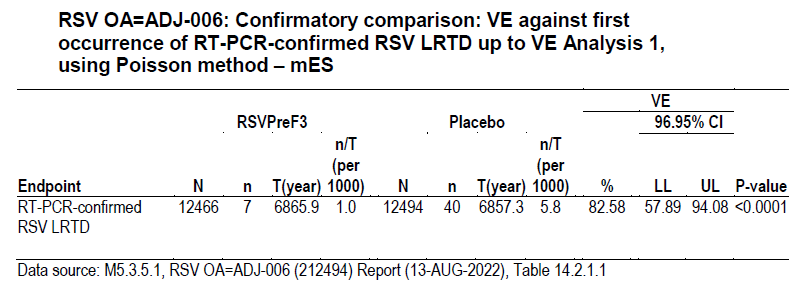 RSV OA=ADJ-006: Confirmatory comparison: VE against first
occurrence of RT-PCR-confirmed RSV LRTD up to VE Analysis 1,
using Poisson method – mES
VE
RSVPreF3 Placebo 96.95% CI
n/T n/T
(per (per
Endpoint N n T(year) 1000) N n T(year) 1000) % LL UL P-value
RT-PCR-confirmed 12466 7 6865.9 1.0 12494 40 6857.3 5.8 82.58 57.89 94.08 <0.0001
RSV LRTD
Data source: M5.3.5.1, RSV OA=ADJ-006 (212494) Report (13-AUG-2022), Table 14.2.1.1